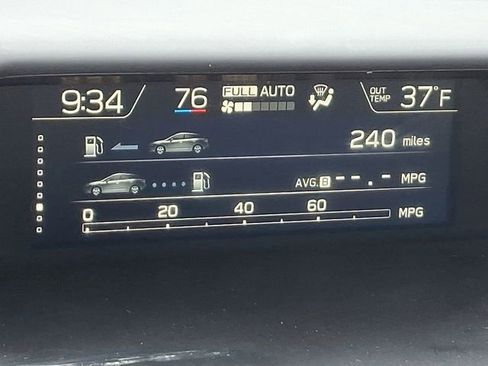 9:34 76 FULL AUTO OUT TEMP 37°F
240 miles
AVG. B --.- MPG
0 20 40 60 MPG